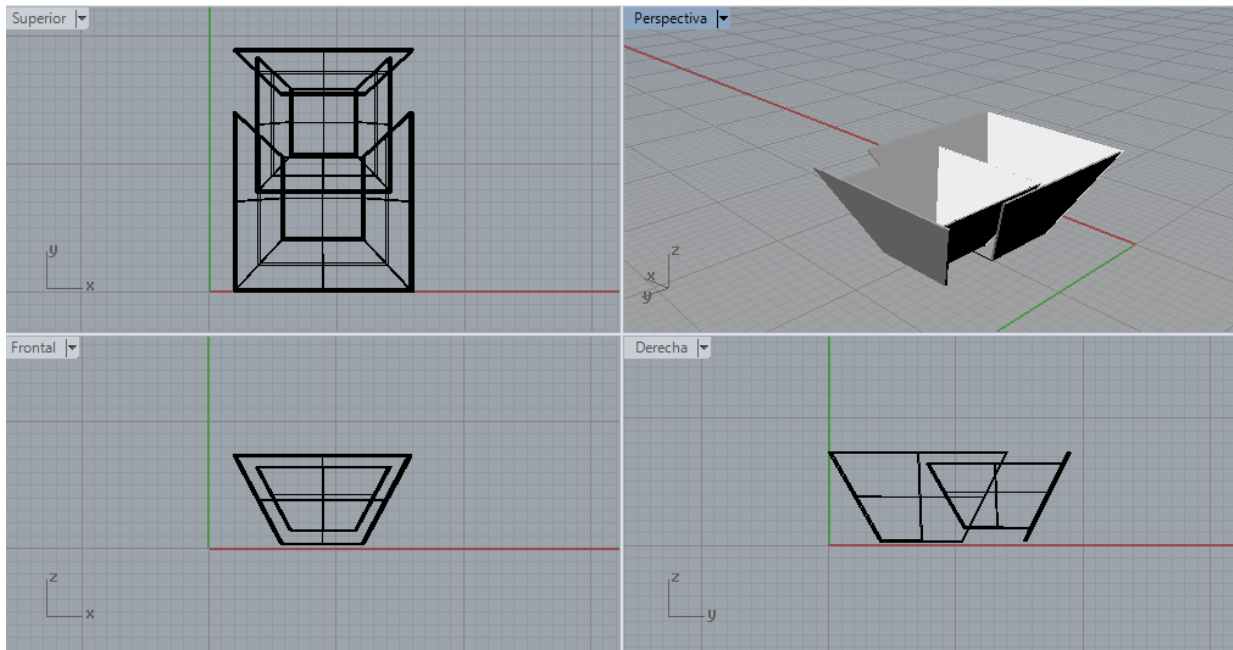 Superior
Perspectiva
y
x
z
x
y
Frontal
Derecha
z
x
z
y